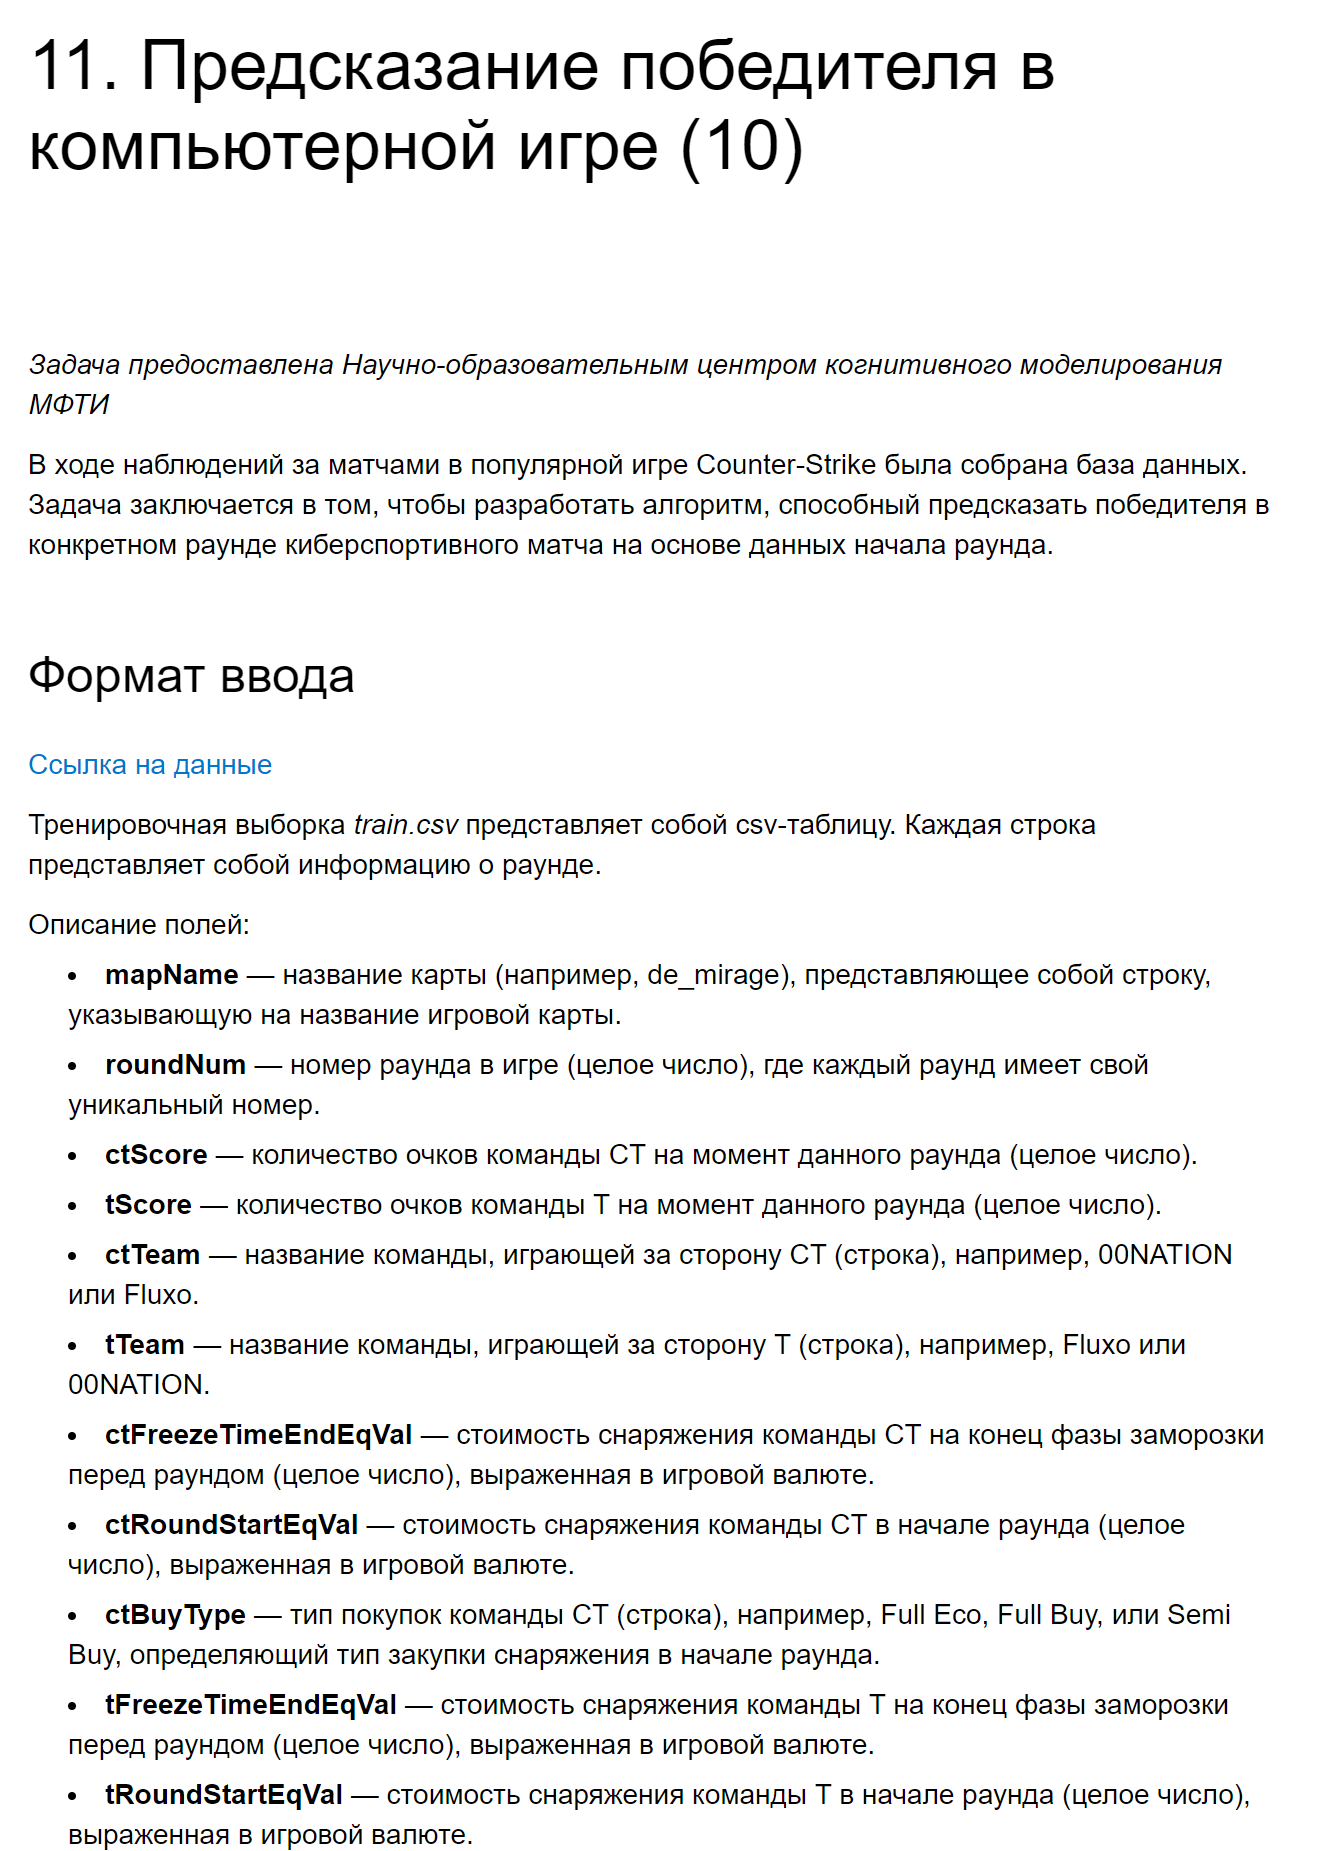 11. Предсказание победителя в
компьютерной игре (10)
Задача предоставлена Научно-образовательным центром когнитивного моделирования
МФТИ
В ходе наблюдений за матчами в популярной игре Counter-Strike была собрана база данных.
Задача заключается в том, чтобы разработать алгоритм, способный предсказать победителя в
конкретном раунде киберспортивного матча на основе данных начала раунда.
Формат ввода
Ссылка на данные
Тренировочная выборка train.csv представляет собой csv-таблицу. Каждая строка
представляет собой информацию о раунде.
Описание полей:
• mapName — название карты (например, de_mirage), представляющее собой строку,
указывающую на название игровой карты.
• roundNum — номер раунда в игре (целое число), где каждый раунд имеет свой
уникальный номер.
• ctScore — количество очков команды CT на момент данного раунда (целое число).
• tScore — количество очков команды T на момент данного раунда (целое число).
• ctTeam — название команды, играющей за сторону CT (строка), например, 00NATION
или Fluxo.
• tTeam — название команды, играющей за сторону T (строка), например, Fluxo или
00NATION.
• ctFreezeTimeEndEqVal — стоимость снаряжения команды CT на конец фазы заморозки
перед раундом (целое число), выраженная в игровой валюте.
• ctRoundStartEqVal — стоимость снаряжения команды CT в начале раунда (целое
число), выраженная в игровой валюте.
• ctBuyType — тип покупок команды CT (строка), например, Full Eco, Full Buy, или Semi
Buy, определяющий тип закупки снаряжения в начале раунда.
• tFreezeTimeEndEqVal — стоимость снаряжения команды T на конец фазы заморозки
перед раундом (целое число), выраженная в игровой валюте.
• tRoundStartEqVal — стоимость снаряжения команды T в начале раунда (целое число),
выраженная в игровой валюте.